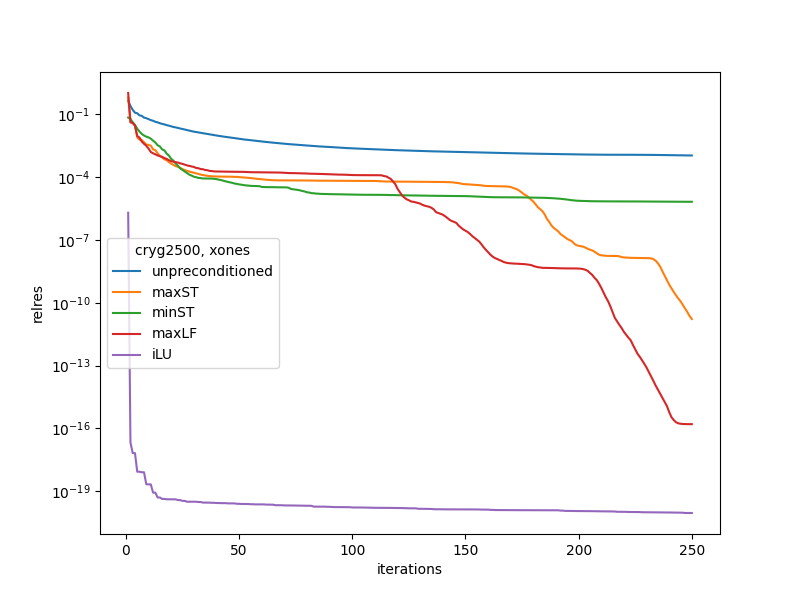 10⁻¹
10⁻⁴
10⁻⁷
10⁻¹⁰
10⁻¹³
10⁻¹⁶
10⁻¹⁹
relres
cryg2500, xones
unpreconditioned
maxST
minST
maxLF
iLU
0 50 100 150 200 250
iterations